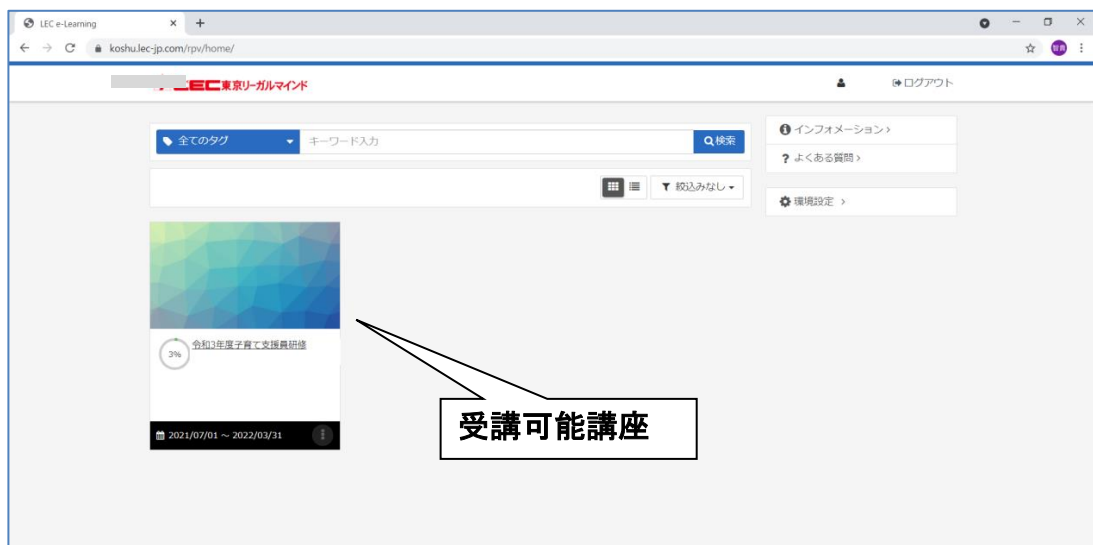 LEC e-Learning
koshu.lec-jp.com/rpv/home/
LEC東京リーガルマインド
ログアウト
全てのタグ
キーワード入力
検索
インフォメーション
? よくある質問
絞込みなし
環境設定
3%
令和3年度子育て支援員研修
受講可能講座
2021/07/01 ～ 2022/03/31